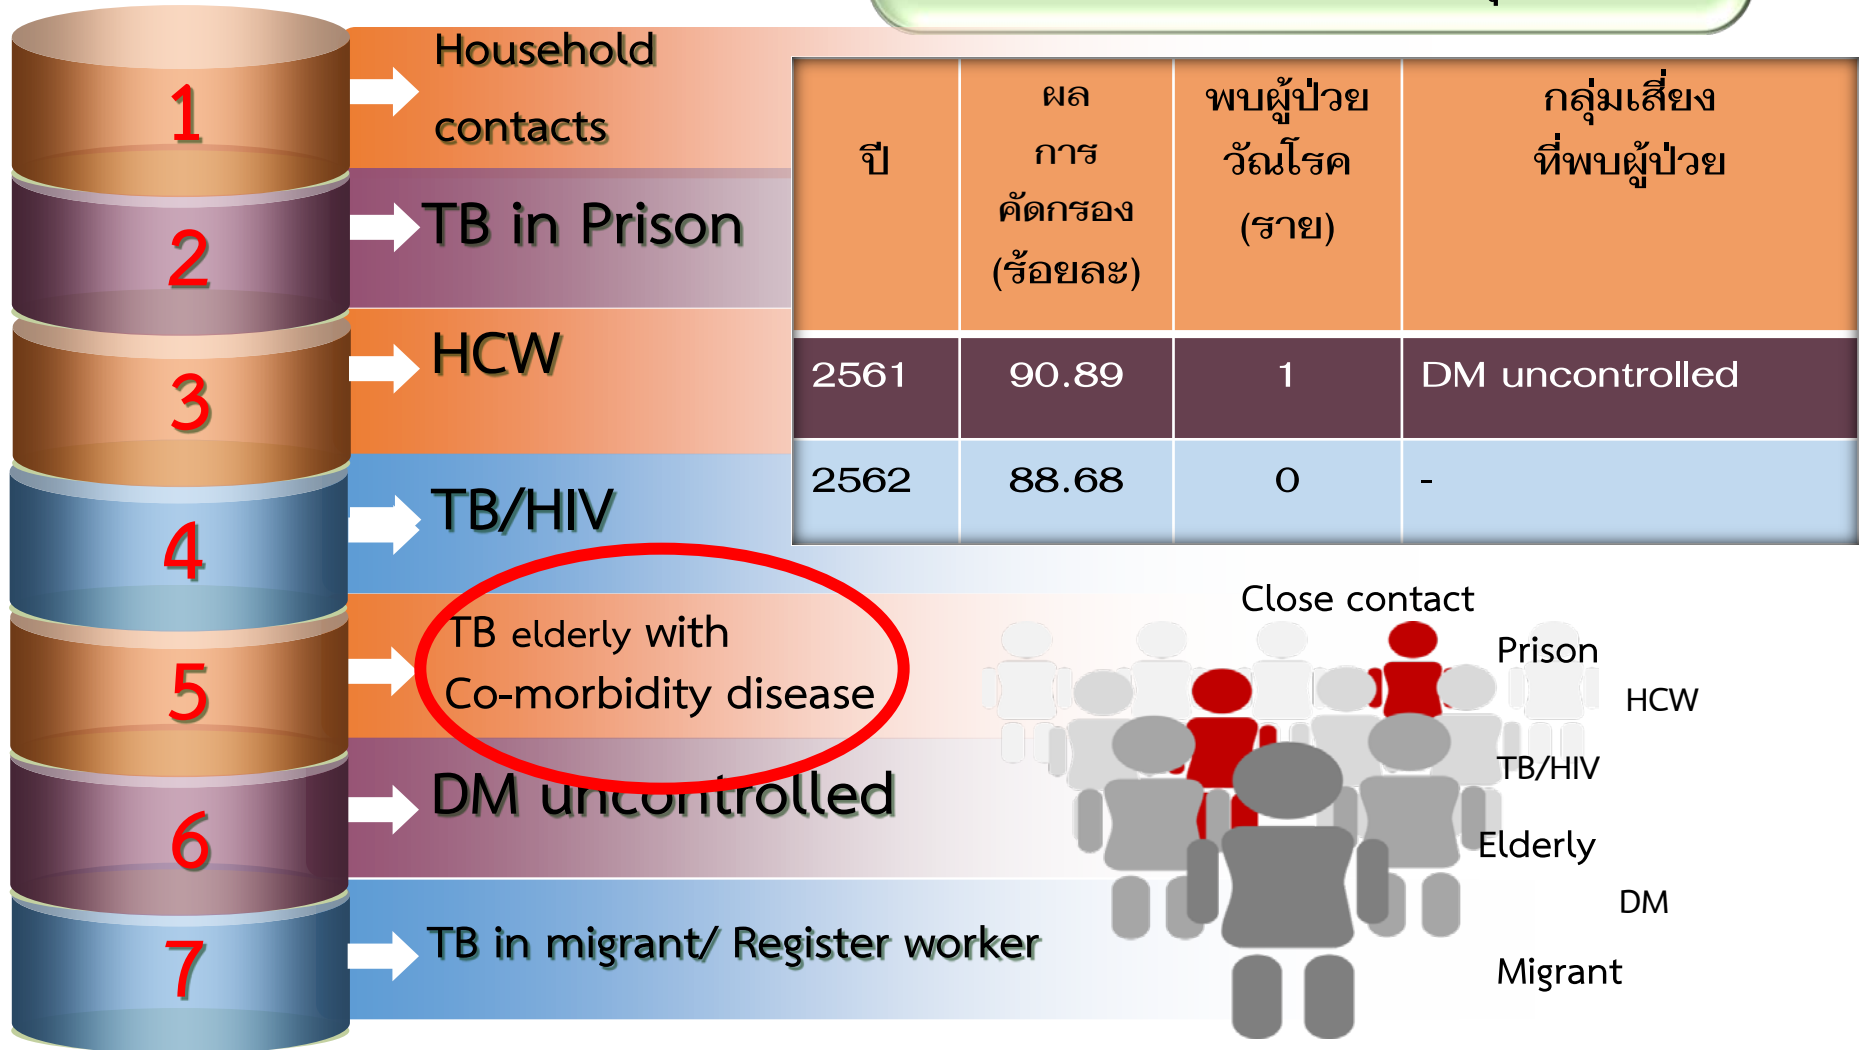 1
Household
contacts
2
TB in Prison
3
HCW
4
TB/HIV
5
TB elderly with
Co-morbidity disease
6
DM uncontrolled
7
TB in migrant/ Register worker
ปี
ผล
การ
คัดกรอง
(ร้อยละ)
พบผู้ป่วย
วัณโรค
(ราย)
กลุ่มเสี่ยง
ที่พบผู้ป่วย
2561
90.89
1
DM uncontrolled
2562
88.68
0
-
Close contact
Prison
HCW
TB/HIV
Elderly
DM
Migrant